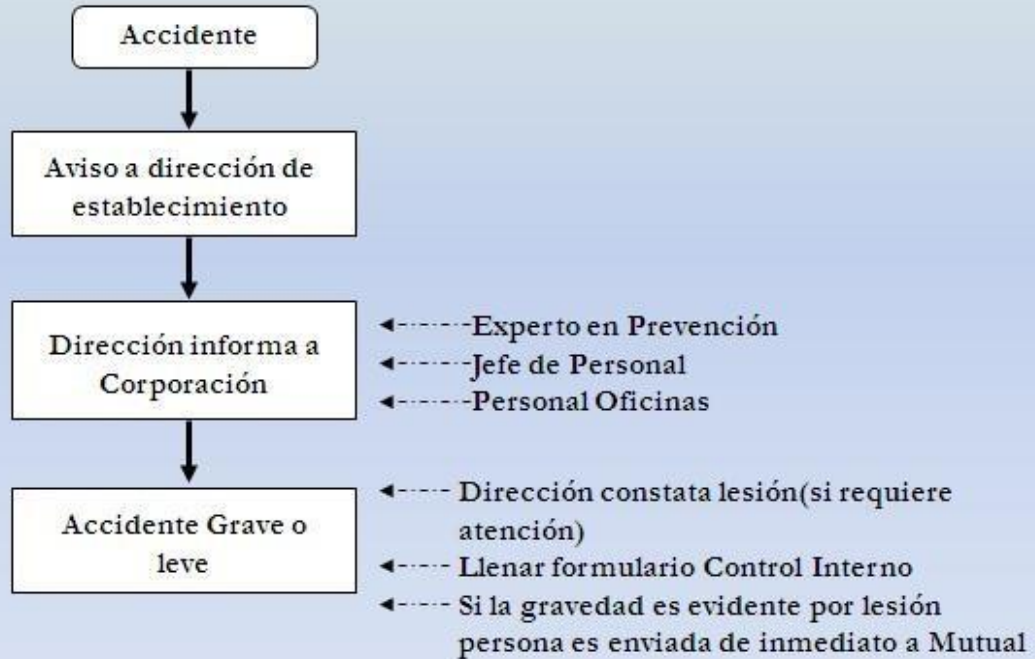 Accidente
Aviso a dirección de
establecimiento
Dirección informa a
Corporación
Experto en Prevención
Jefe de Personal
Personal Oficinas
Accidente Grave o
leve
Dirección constata lesión(si requiere
atención)
Llenar formulario Control Interno
Si la gravedad es evidente por lesión
persona es enviada de inmediato a Mutual